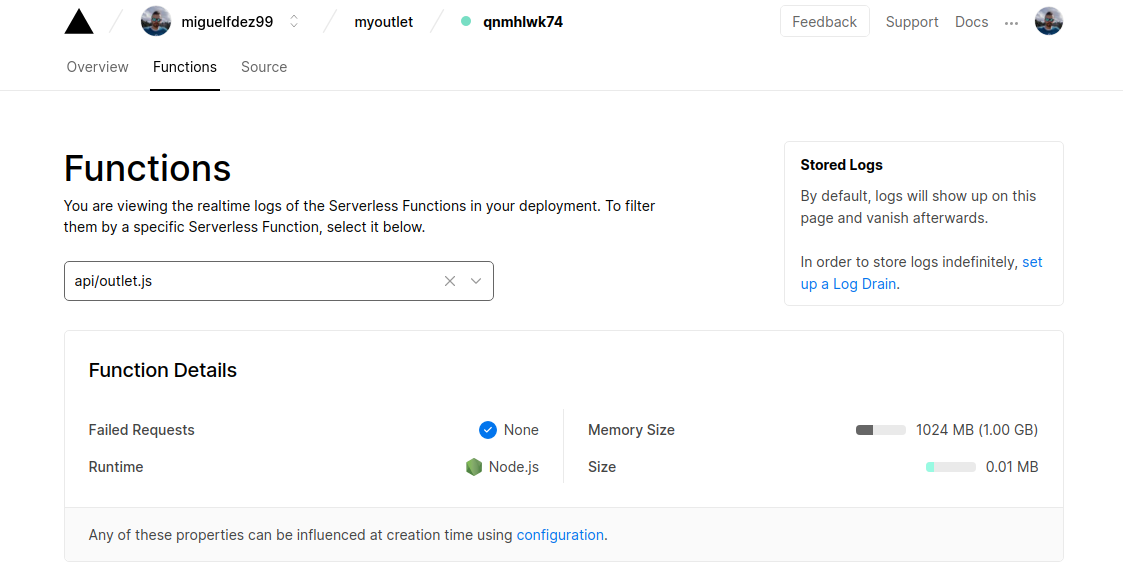 miguelfdez99 myoutlet qnmhlwk74 Feedback Support Docs ...
Overview Functions Source
Functions
You are viewing the realtime logs of the Serverless Functions in your deployment. To filter
them by a specific Serverless Function, select it below.
api/outlet.js
Stored Logs
By default, logs will show up on this
page and vanish afterwards.
In order to store logs indefinitely, set
up a Log Drain.
Function Details
Failed Requests None
Runtime Node.js
Memory Size 1024 MB (1.00 GB)
Size 0.01 MB
Any of these properties can be influenced at creation time using configuration.